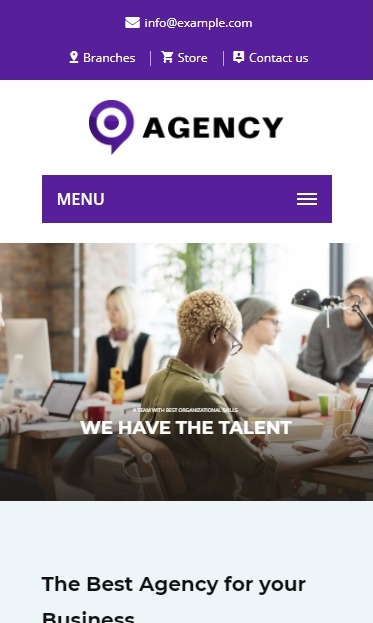 info@example.com
Branches
Store
Contact us
AGENCY
MENU
A TEAM WITH BEST ORGANIZATIONAL SKILLS
WE HAVE THE TALENT
The Best Agency for your
Business